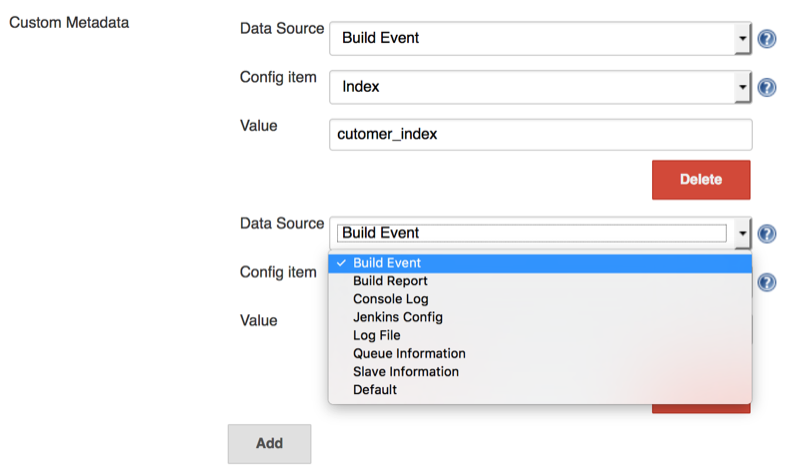 Custom Metadata
Data Source Build Event
Config item Index
Value cutomer_index
Delete
Data Source Build Event
Config item
Value
✓ Build Event
Build Report
Console Log
Jenkins Config
Log File
Queue Information
Slave Information
Default
Add